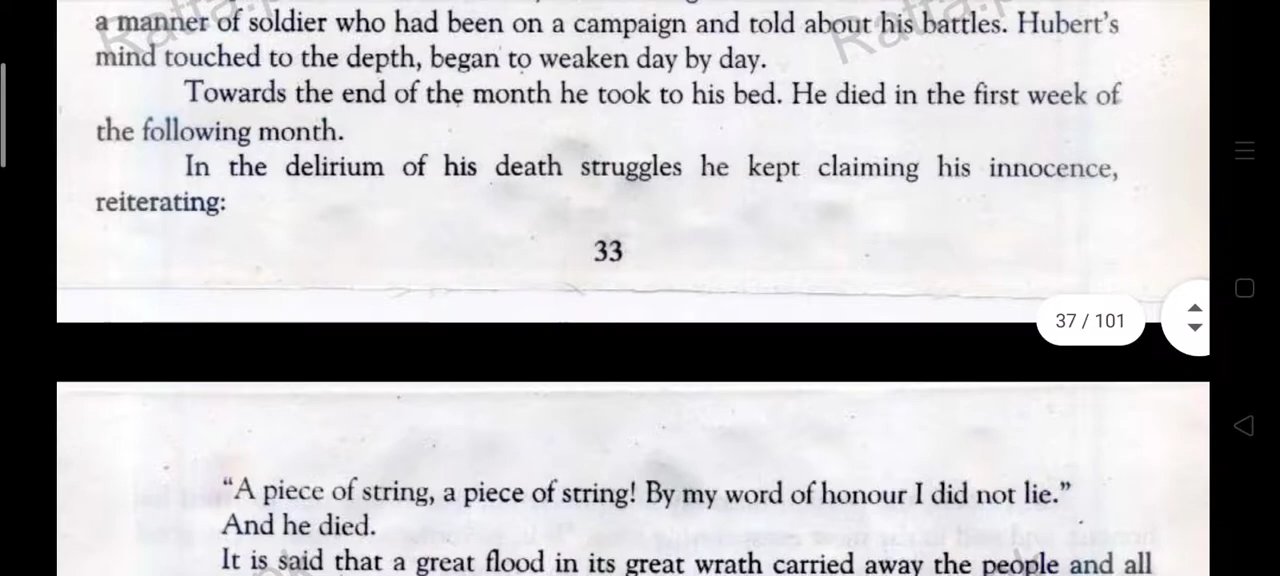 a manner of soldier who had been on a campaign and told about his battles. Hubert's
mind touched to the depth, began to weaken day by day.
Towards the end of the month he took to his bed. He died in the first week of
the following month.
In the delirium of his death struggles he kept claiming his innocence,
reiterating:
33
37 / 101
“A piece of string, a piece of string! By my word of honour I did not lie.”
And he died.
It is said that a great flood in its great wrath carried away the people and all